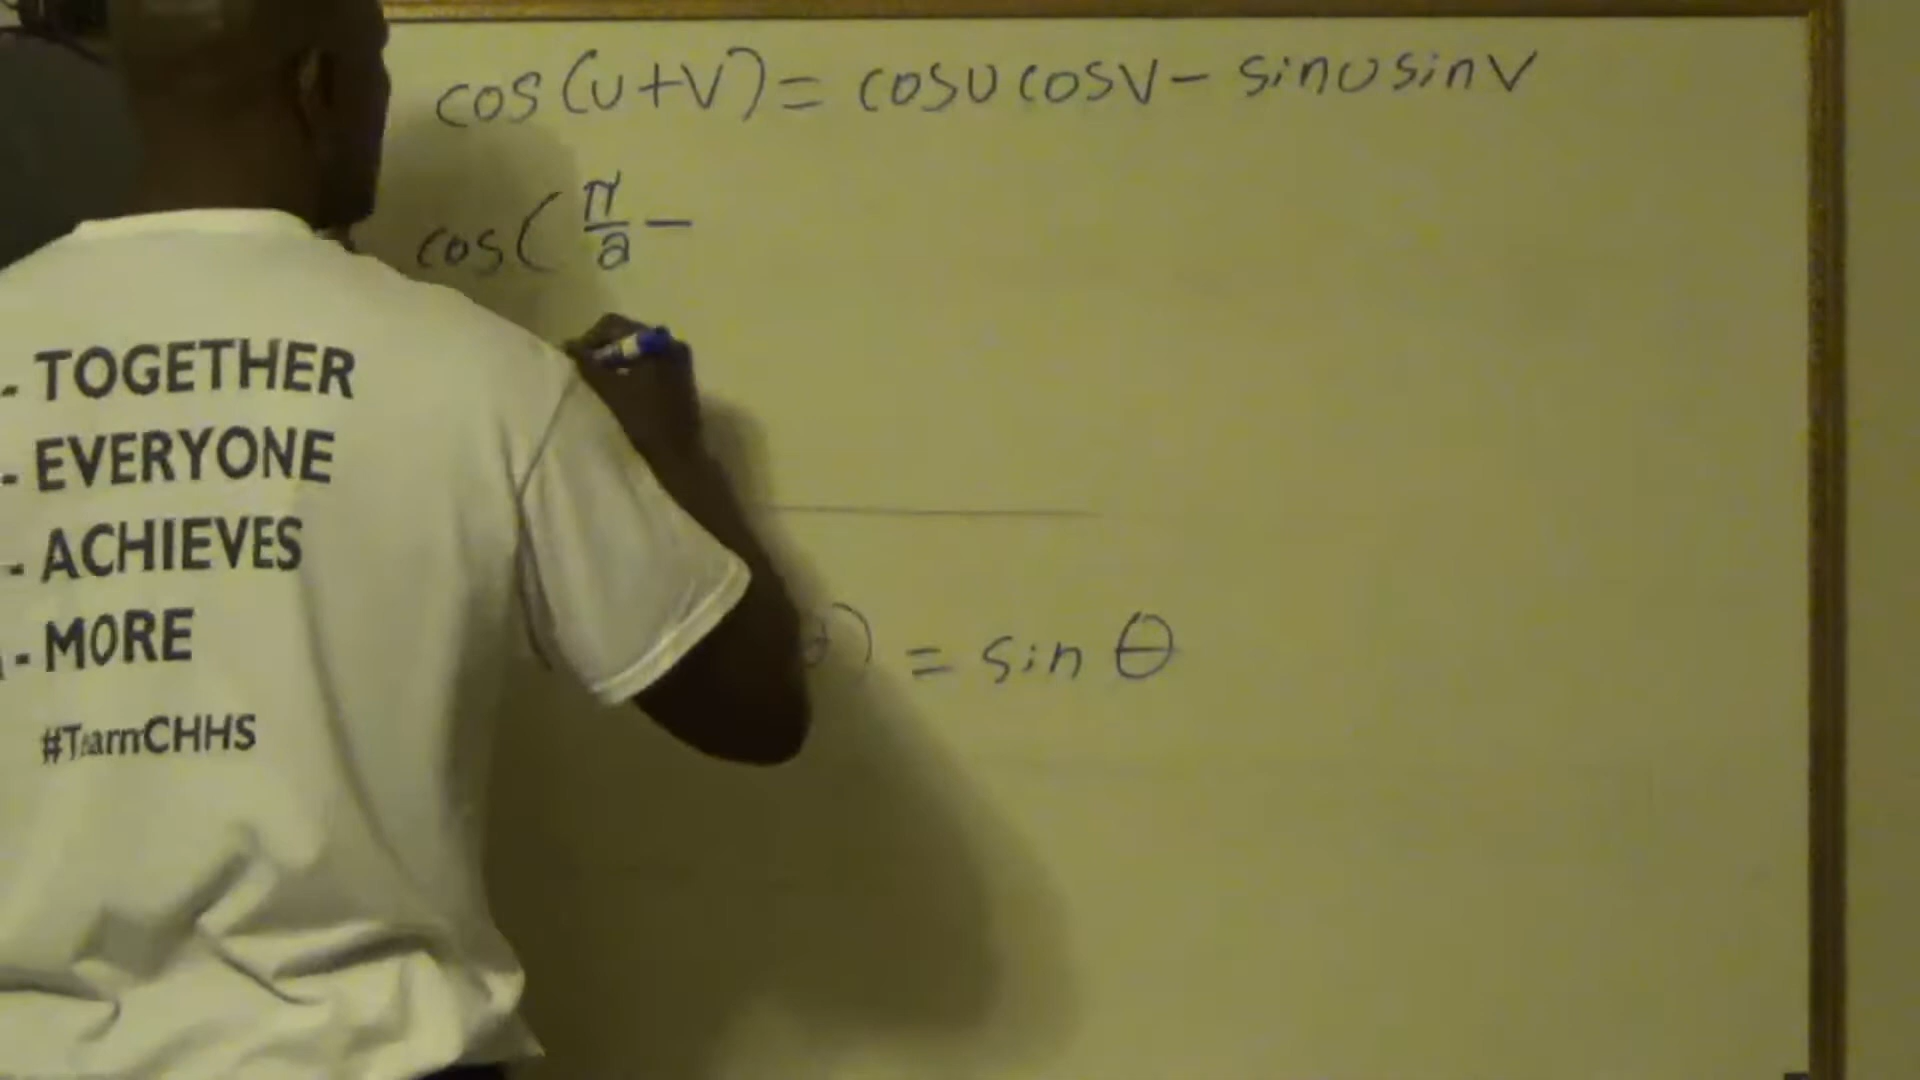 cos(u+v) = cosu cosv - sinu sinv
cos( π/2 -
θ) = sin θ
- TOGETHER
- EVERYONE
- ACHIEVES
- MORE
#TeamCHHS